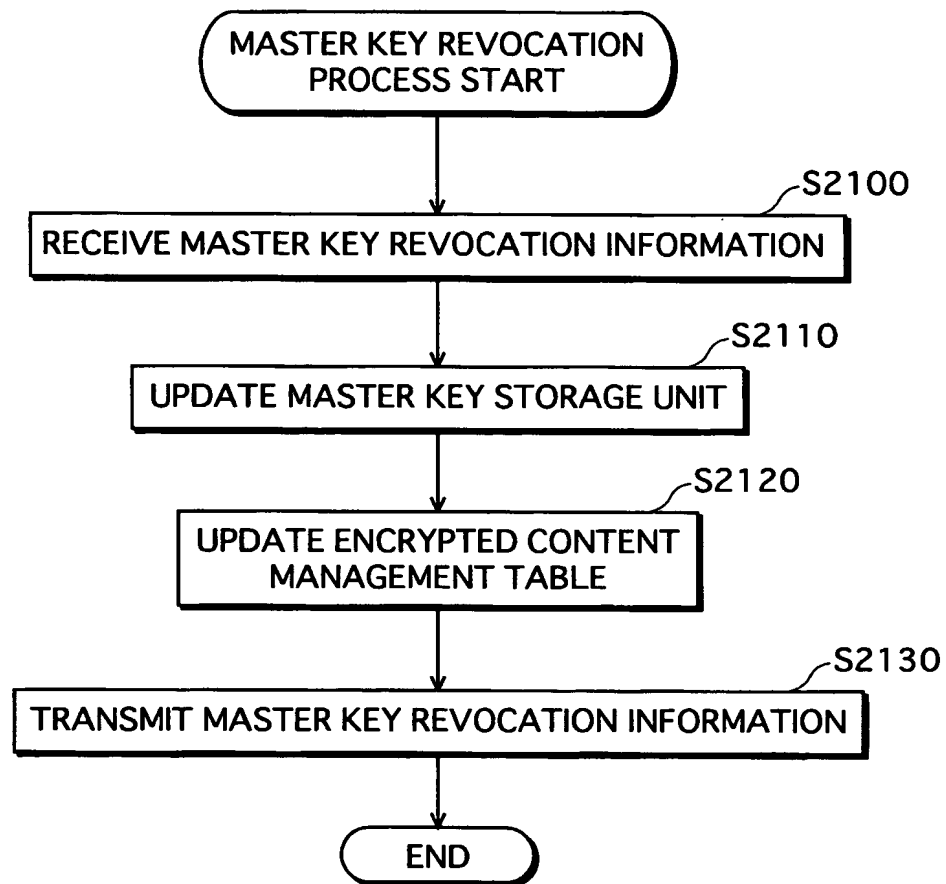 MASTER KEY REVOCATION
PROCESS START
S2100
RECEIVE MASTER KEY REVOCATION INFORMATION
S2110
UPDATE MASTER KEY STORAGE UNIT
S2120
UPDATE ENCRYPTED CONTENT
MANAGEMENT TABLE
S2130
TRANSMIT MASTER KEY REVOCATION INFORMATION
END